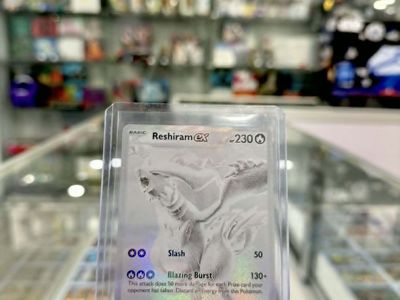 BASIC Reshiram ex HP230
Slash 50
Blazing Burst 130+
This attack does 50 more damage for each Prize card your
opponent has taken. Discard all Energy from this Pokémon.